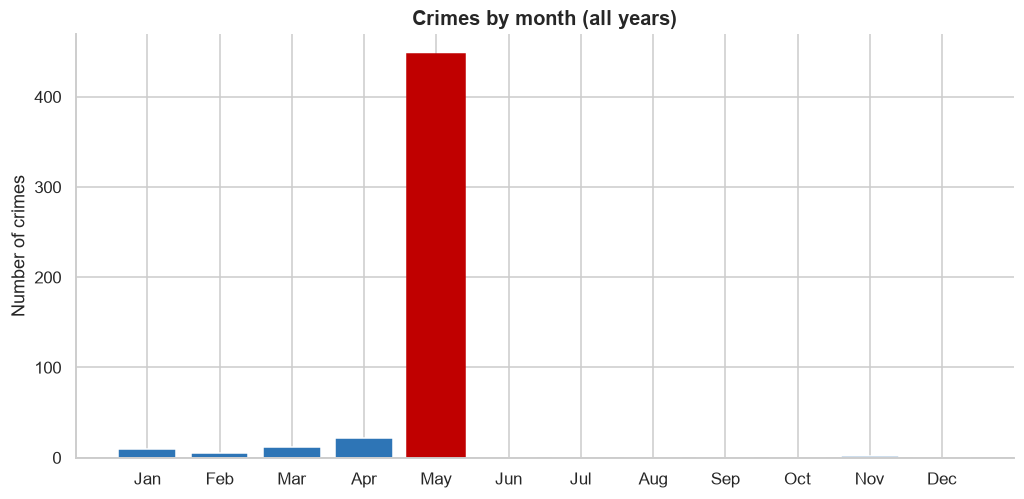 Crimes by month (all years)
Number of crimes
400
300
200
100
0
Jan Feb Mar Apr May Jun Jul Aug Sep Oct Nov Dec